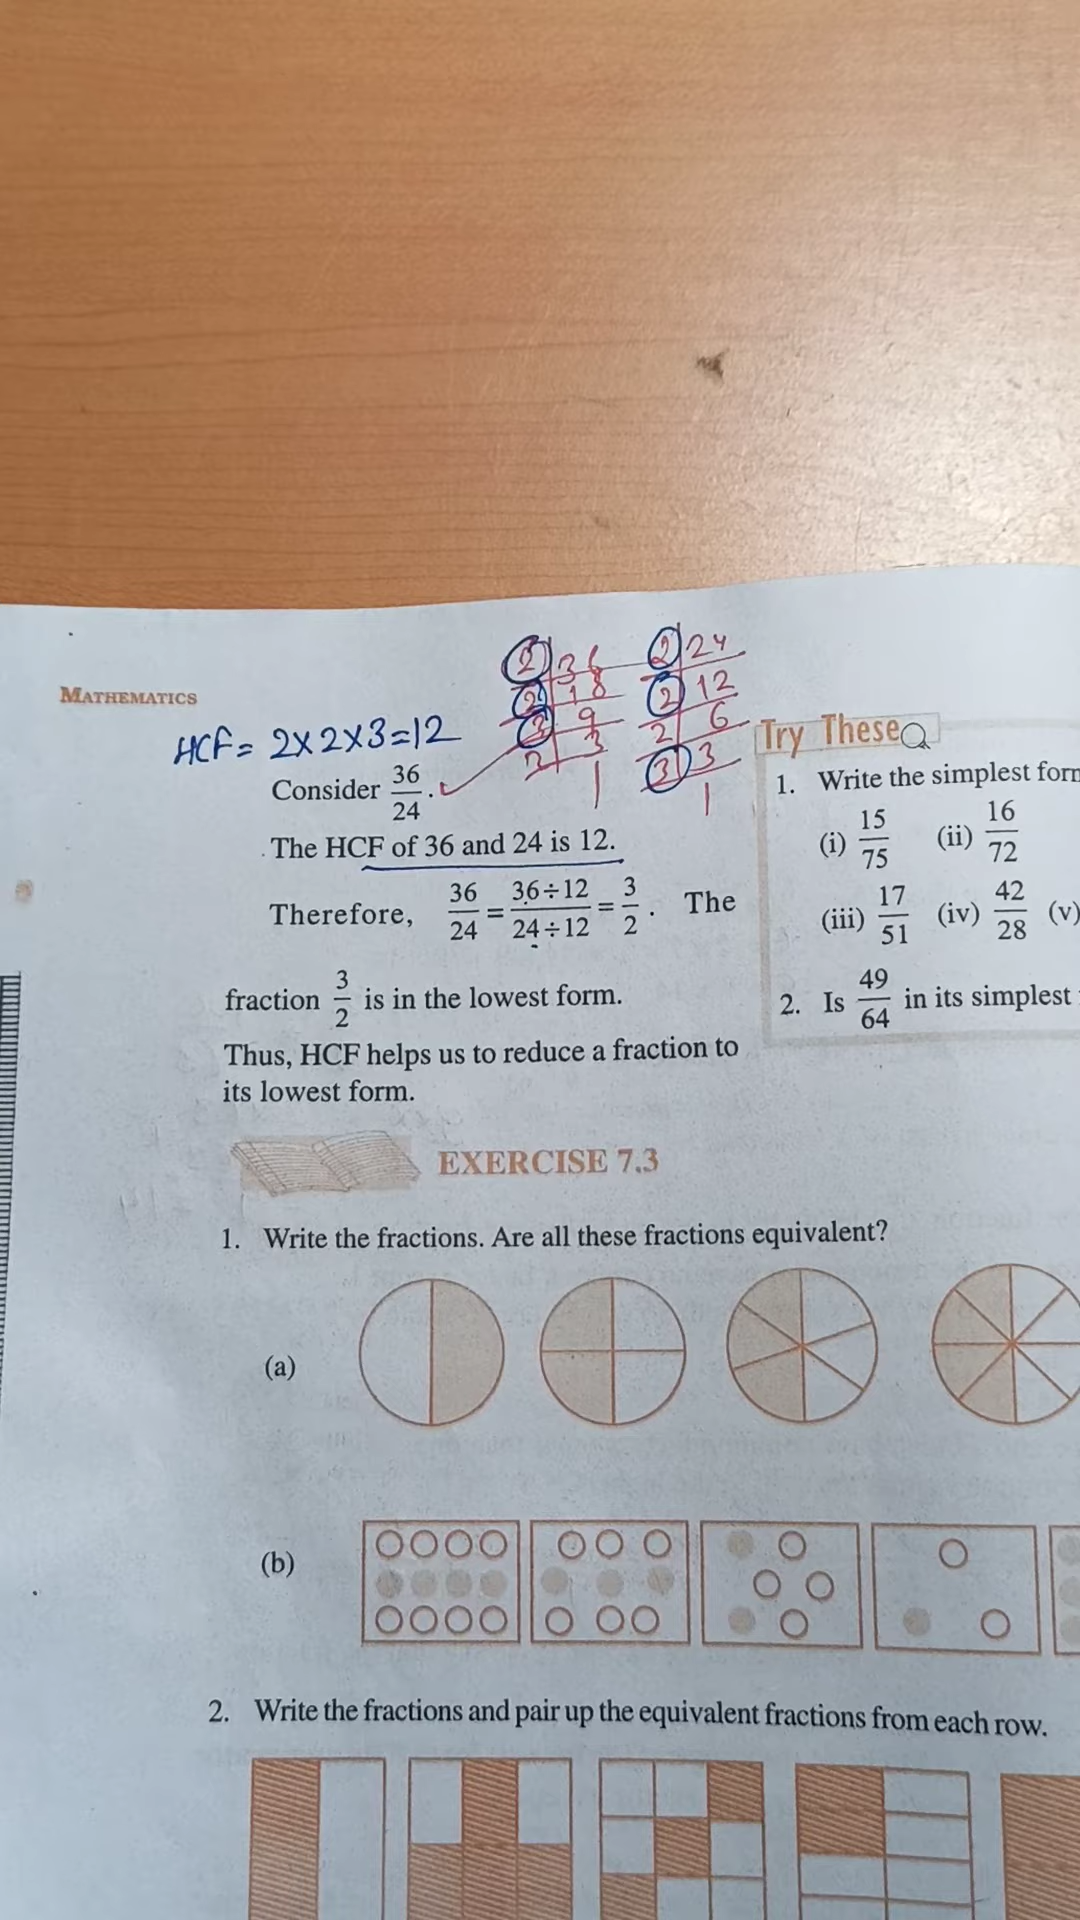 MATHEMATICS
HCF = 2×2×3=12
2 36 2 24
2 18 2 12
3 9 2 6
3 3 3 3
1 1
Consider 36/24.
The HCF of 36 and 24 is 12.
Therefore, 36/24 = 36÷12/24÷12 = 3/2. The
fraction 3/2 is in the lowest form.
Thus, HCF helps us to reduce a fraction to
its lowest form.
Try These
1. Write the simplest form
(i) 15/75 (ii) 16/72
(iii) 17/51 (iv) 42/28 (v)
2. Is 49/64 in its simplest
EXERCISE 7.3
1. Write the fractions. Are all these fractions equivalent?
(a)
(b)
2. Write the fractions and pair up the equivalent fractions from each row.